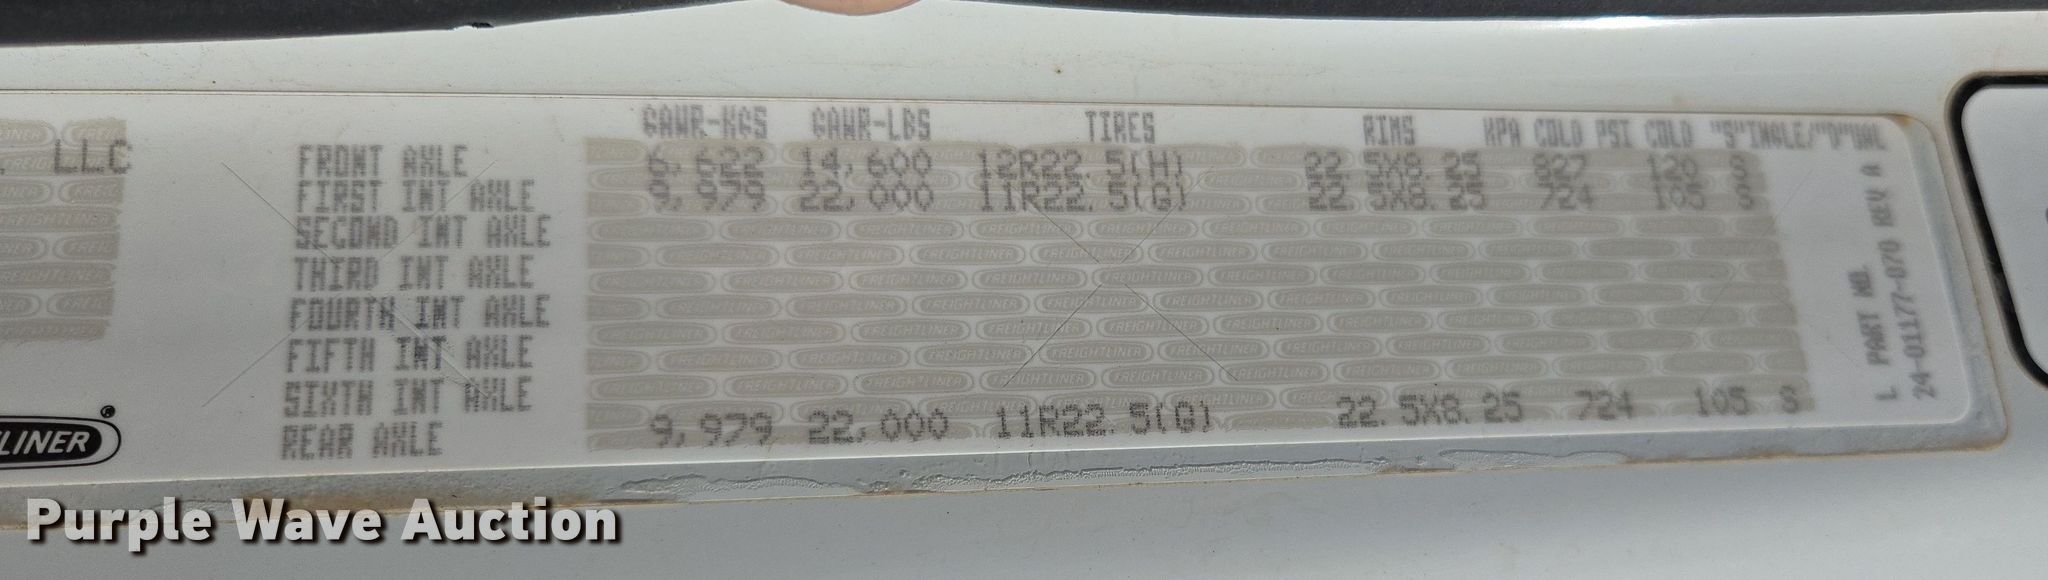 GAWR-KGS GAWR-LBS TIRES RIMS KPA COLD PSI COLD "S"INGLE/"D"UAL
LLC FRONT AXLE 6,622 14,600 12R22.5(H) 22.5X8.25 827 120 S
FIRST INT AXLE 9,979 22,000 11R22.5(G) 22.5X8.25 724 105 S
SECOND INT AXLE
THIRD INT AXLE
FOURTH INT AXLE
FIFTH INT AXLE
SIXTH INT AXLE
REAR AXLE 9,979 22,000 11R22.5(G) 22.5X8.25 724 105 S
L PART NO.
24-01177-070 REV A
LINER®
Purple Wave Auction